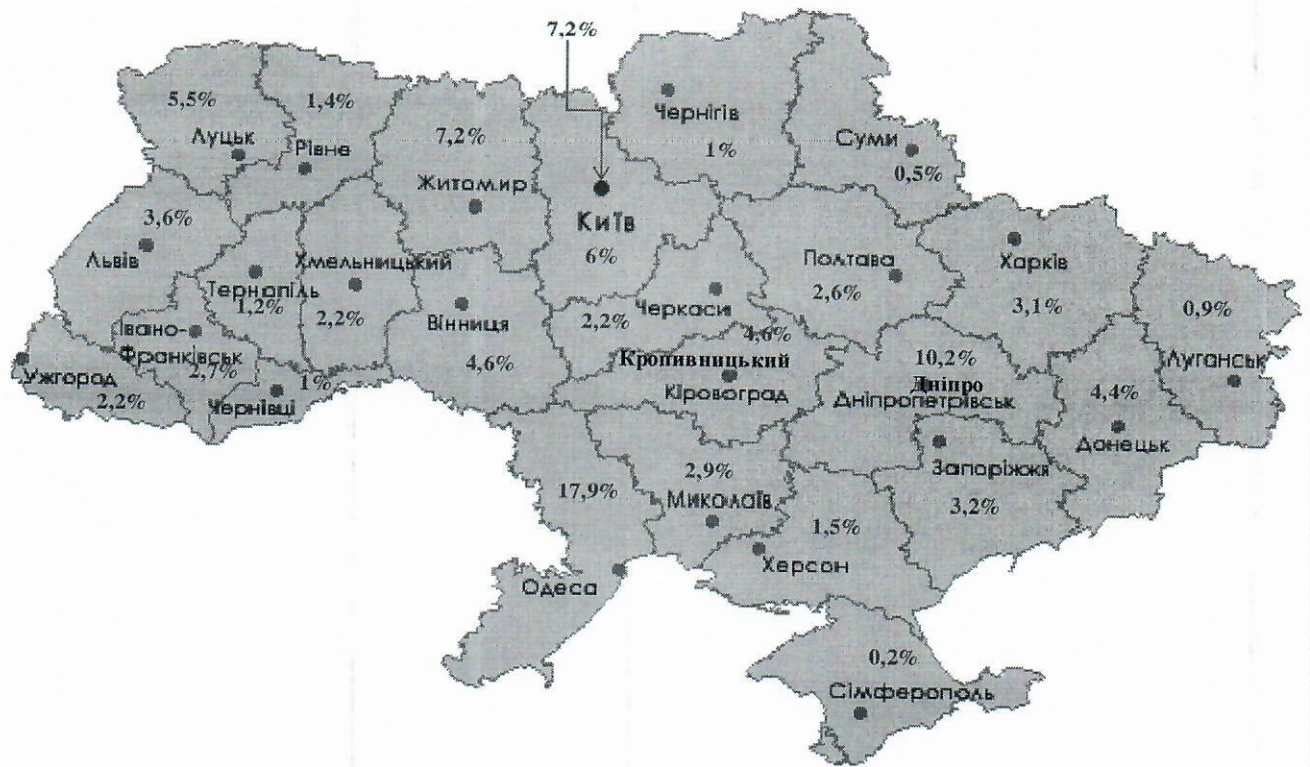 7,2%
5,5%
1,4%
Луцьк
Рівне
7,2%
Житомир
Київ
6%
Чернігів
1%
Суми
0,5%
3,6%
Львів
Тернопіль
1,2%
Хмельницький
2,2%
Вінниця
4,6%
2,2%
Черкаси
Полтава
2,6%
Харків
3,1%
0,9%
Луганськ
Івано-
Франківськ
2,7%
Ужгород
2,2%
1%
Чернівці
4,6%
Кропивницький
Кіровоград
10,2%
Дніпро
Дніпропетрівськ
4,4%
Донецьк
17,9%
Одеса
2,9%
Миколаїв
1,5%
Херсон
Запоріжжя
3,2%
0,2%
Сімферополь